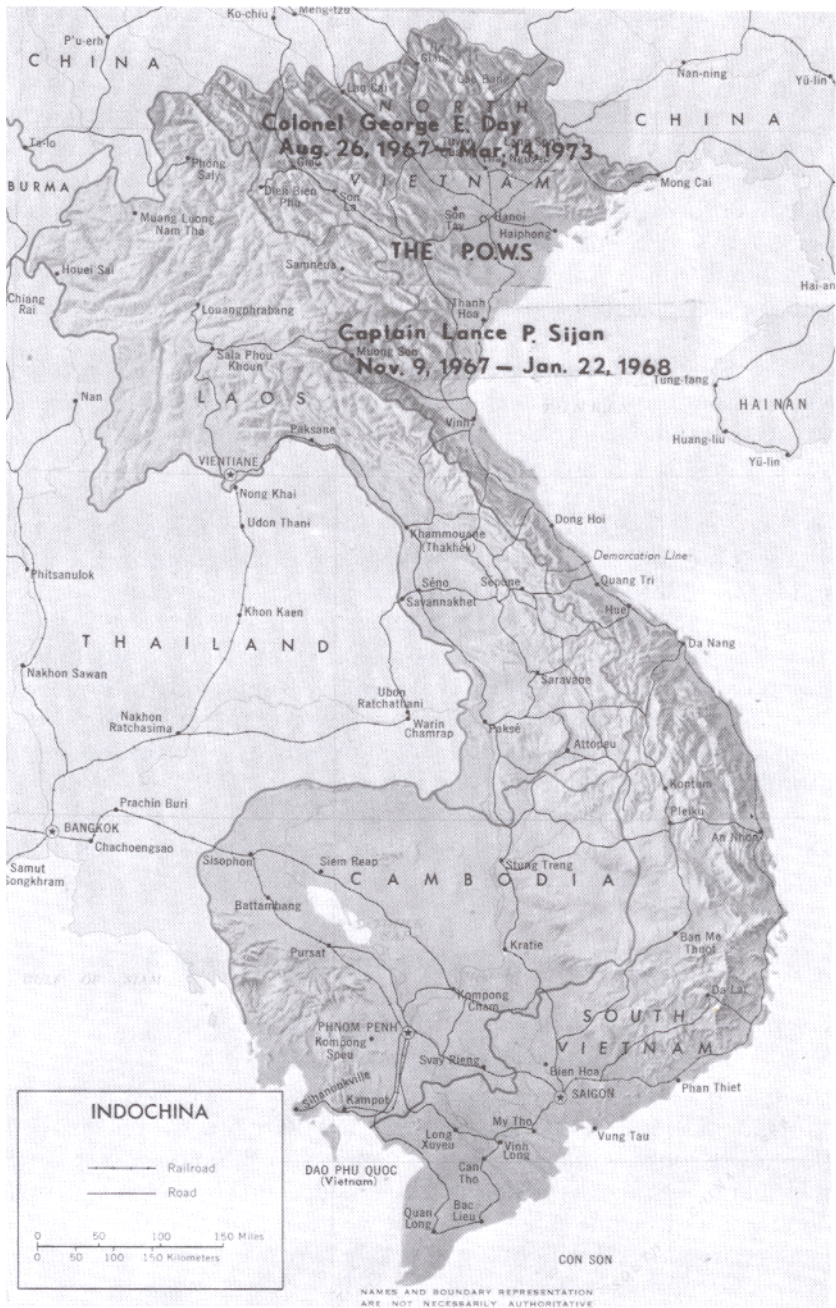 Ko-chiu
Meng-tzu
P'u-erh
CHINA
Cao Bang
Nan-ning
Yü-lin
Lao Cai
NORTH
VIETNAM
Colonel George E. Day
Aug. 26, 1967 — Mar. 14, 1973
CHINA
Ta-lo
Phong
Saly
BURMA
Dien Bien
Phu
Son
La
Mong Cai
Muang Luong
Nam Tha
Son
Tay
Hanoi
Haiphong
THE P.O.W.S
Houei Sai
Samneua
Hai-an
Chiang
Rai
Louangphrabang
Thanh
Hoa
Captain Lance P. Sijan
Nov. 9, 1967 — Jan. 22, 1968
Sala Phou
Khoun
Muong Sen
Tung-fang
Nan
LAOS
HAINAN
Paksane
Vinh
Huang-liu
Yü-lin
VIENTIANE
Nong Khai
Udon Thani
Khammouane
(Thakhek)
Dong Hoi
Demarcation Line
Phitsanulok
Séno
Sepone
Quang Tri
Savannakhet
Hue
Khon Kaen
THAILAND
Da Nang
Nakhon Sawan
Saravane
Ubon
Ratchathani
Warin
Chamrap
Nakhon
Ratchasima
Pakse
Attopeu
Kontum
Prachin Buri
Pleiku
BANGKOK
Chachoengsao
An Nhon
Samut
Songkhram
Sisophon
Siem Reap
Stung Treng
CAMBODIA
Battambang
Pursat
Kratie
Ban Me
Thuot
GULF OF SIAM
Kompong
Cham
Da Lat
SOUTH
VIETNAM
PHNOM PENH
Kompong
Speu
Svay Rieng
Bien Hoa
Sihanoukville
Kampot
SAIGON
Phan Thiet
INDOCHINA
Railroad
Road
0 50 100 150 Miles
0 50 100 150 Kilometers
My Tho
Vung Tau
Long
Xuyeu
Vinh
Long
DAO PHU QUOC
(Vietnam)
Can
Tho
Quan
Long
Bac
Lieu
CON SON
NAMES AND BOUNDARY REPRESENTATION
ARE NOT NECESSARILY AUTHORITATIVE